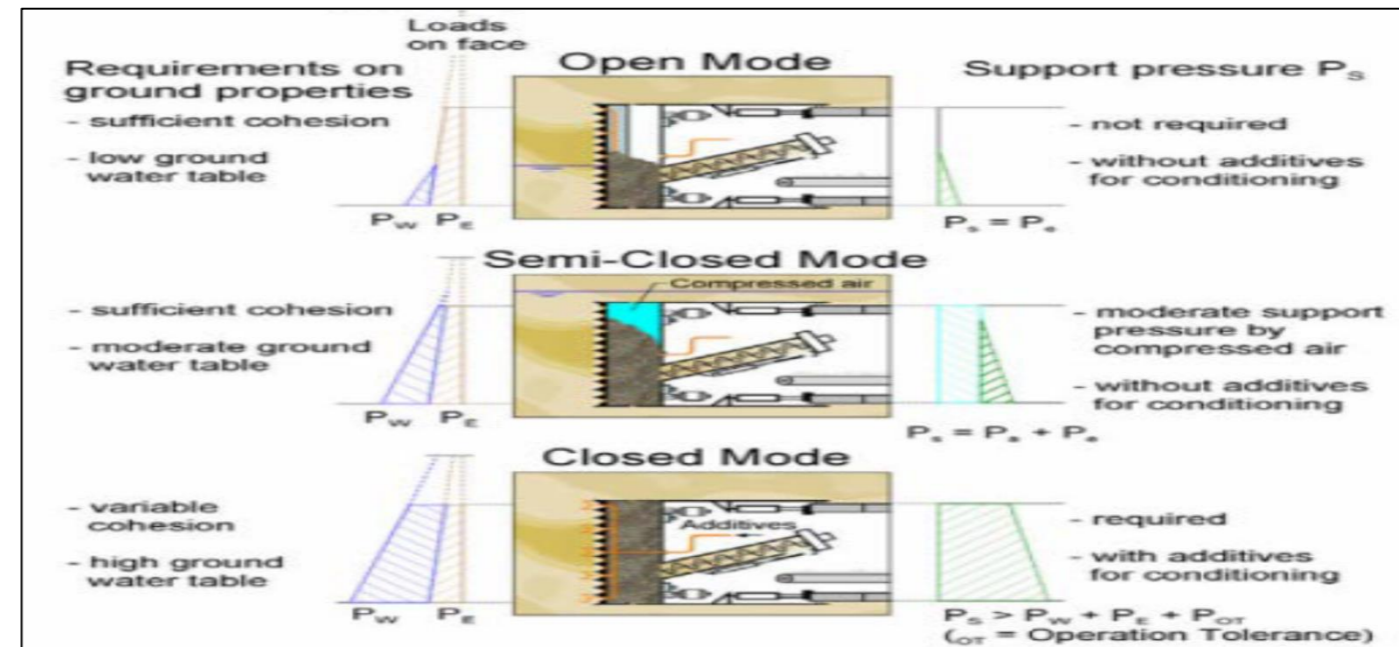 Loads
on face
Requirements on
ground properties
Open Mode
Support pressure PS
- sufficient cohesion
- low ground
water table
- not required
- without additives
for conditioning
PW PE
Ps = Pe
Semi-Closed Mode
Compressed air
- sufficient cohesion
- moderate ground
water table
- moderate support
pressure by
compressed air
- without additives
for conditioning
PW PE
Ps = Pa + Pe
Closed Mode
- variable
cohesion
- high ground
water table
Additives
- required
- with additives
for conditioning
PW PE
PS > PW + PE + POT
(OT = Operation Tolerance)